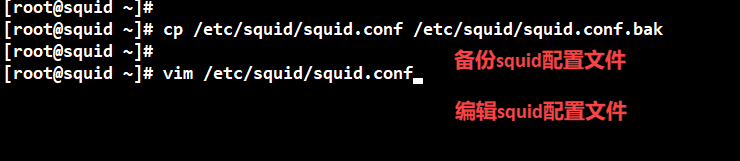 [root@squid ~]#
[root@squid ~]# cp /etc/squid/squid.conf /etc/squid/squid.conf.bak
[root@squid ~]#
备份squid配置文件
[root@squid ~]# vim /etc/squid/squid.conf
编辑squid配置文件